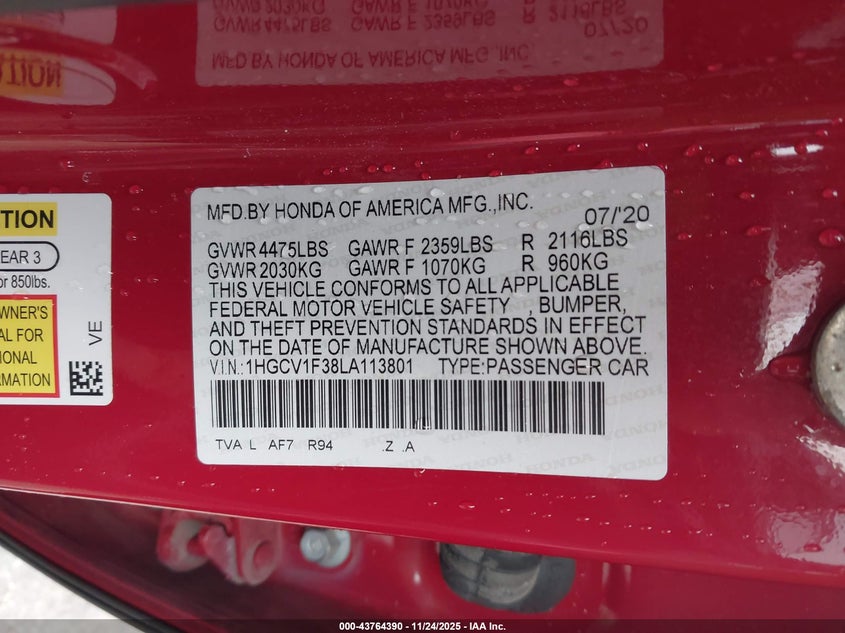 MFD.BY HONDA OF AMERICA MFG.,INC. 07/'20
GVWR 4475LBS GAWR F 2359LBS R 2116LBS
GVWR 2030KG GAWR F 1070KG R 960KG
THIS VEHICLE CONFORMS TO ALL APPLICABLE
FEDERAL MOTOR VEHICLE SAFETY , BUMPER,
AND THEFT PREVENTION STANDARDS IN EFFECT
ON THE DATE OF MANUFACTURE SHOWN ABOVE.
V.I.N.:1HGCV1F38LA113801 TYPE:PASSENGER CAR
TVA L AF7 R94 .Z .A
TION
EAR 3
or 850lbs.
OWNER'S
AL FOR
IONAL
MATION
VE
000-43764390 - 11/24/2025 - IAA Inc.